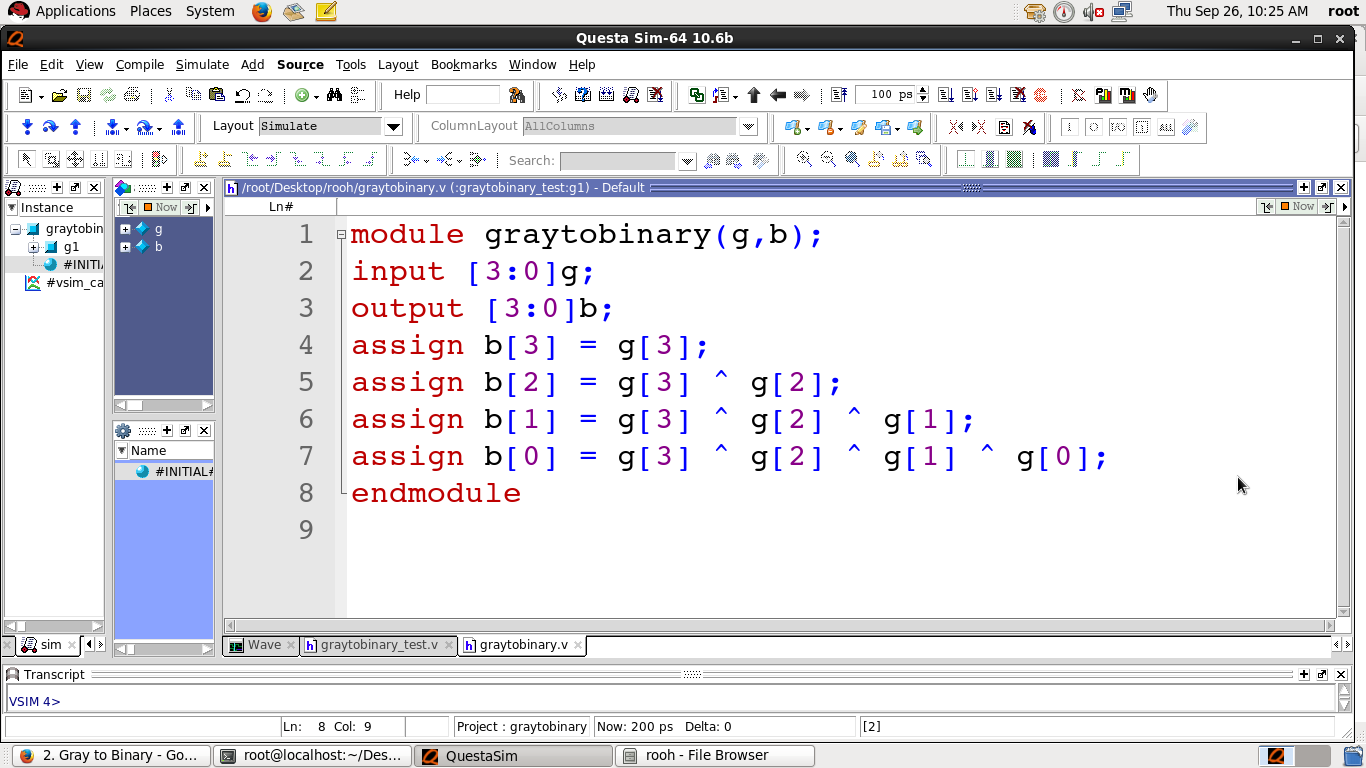 Applications Places System Thu Sep 26, 10:25 AM root
Questa Sim-64 10.6b
File Edit View Compile Simulate Add Source Tools Layout Bookmarks Window Help
Help 100 ps
Layout Simulate ColumnLayout AllColumns
Search:
/root/Desktop/rooh/graytobinary.v (:graytobinary_test:g1) - Default
Instance
Now
Ln#
Now
graytobin
g1
#INITI
#vsim_ca
g
b
1 module graytobinary(g,b);
2 input [3:0]g;
3 output [3:0]b;
4 assign b[3] = g[3];
5 assign b[2] = g[3] ^ g[2];
6 assign b[1] = g[3] ^ g[2] ^ g[1];
7 assign b[0] = g[3] ^ g[2] ^ g[1] ^ g[0];
8 endmodule
9
Name
#INITIAL#
sim
Wave graytobinary_test.v graytobinary.v
Transcript
VSIM 4>
Ln: 8 Col: 9 Project : graytobinary Now: 200 ps Delta: 0 [2]
2. Gray to Binary - Go... root@localhost:~/Des... QuestaSim rooh - File Browser